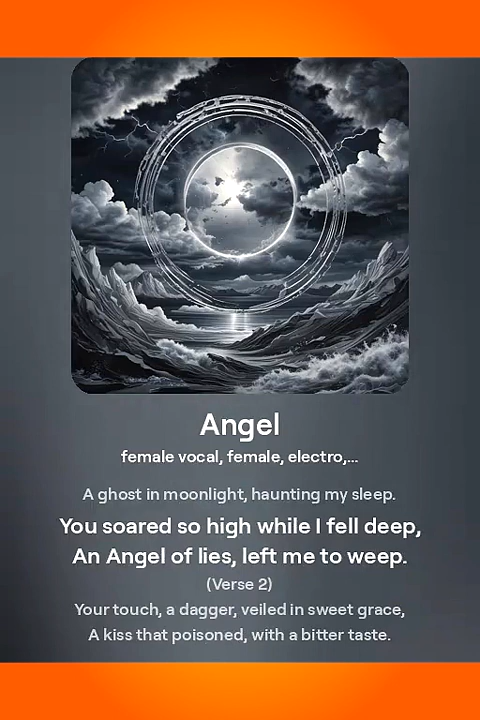 Angel
female vocal, female, electro,...
A ghost in moonlight, haunting my sleep.
You soared so high while I fell deep,
An Angel of lies, left me to weep.
(Verse 2)
Your touch, a dagger, veiled in sweet grace,
A kiss that poisoned, with a bitter taste.